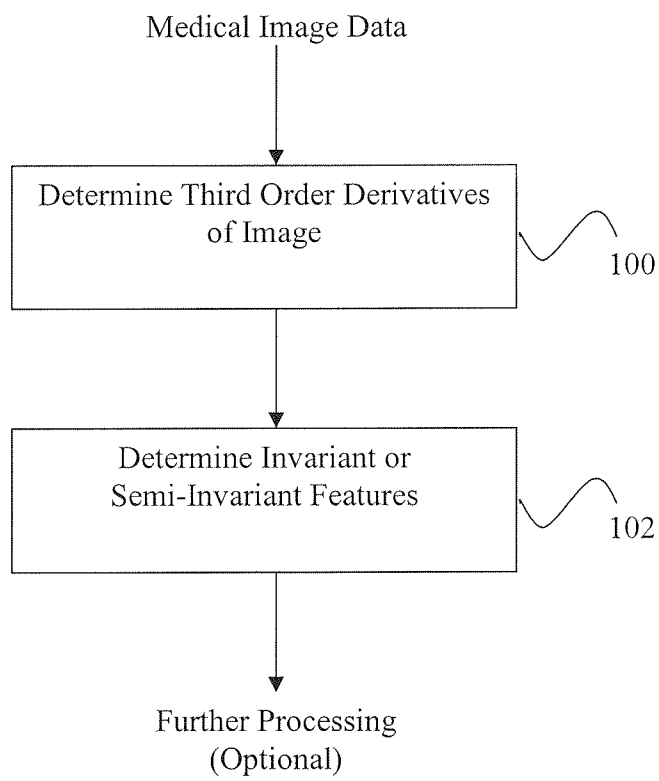 Medical Image Data
Determine Third Order Derivatives
of Image
100
Determine Invariant or
Semi-Invariant Features
102
Further Processing
(Optional)